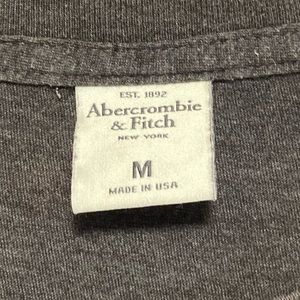 EST. 1892
Abercrombie
& Fitch
NEW YORK
M
MADE IN USA